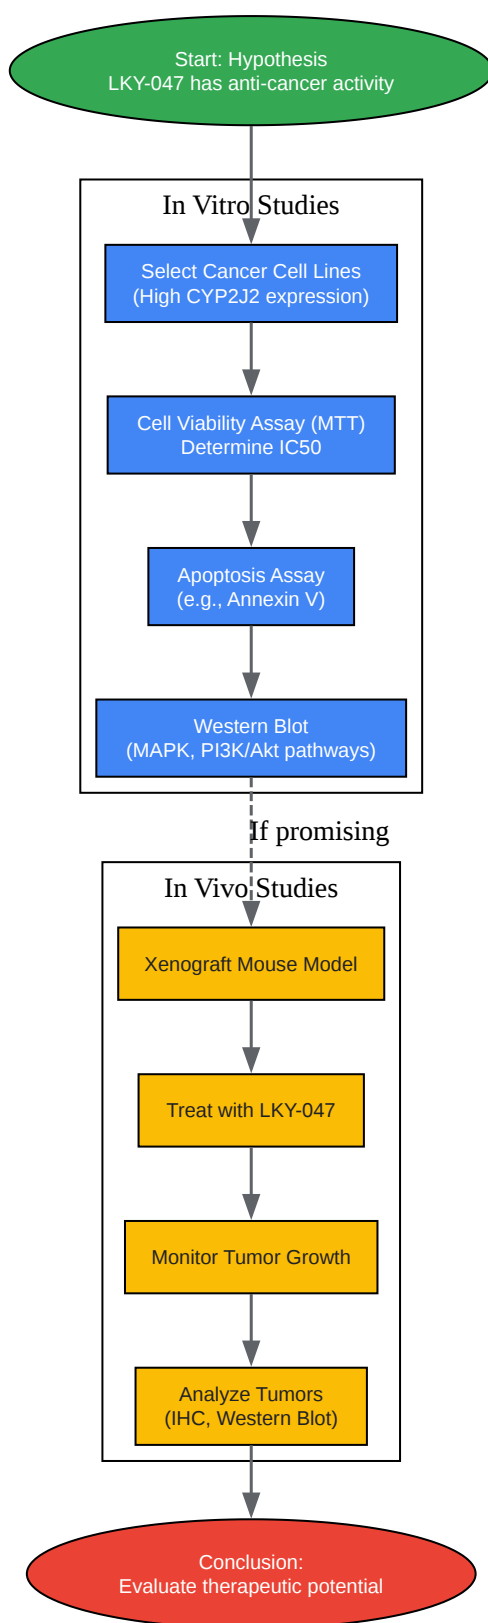 Start: Hypothesis
LKY-047 has anti-cancer activity
In Vitro Studies
Select Cancer Cell Lines
(High CYP2J2 expression)
Cell Viability Assay (MTT)
Determine IC50
Apoptosis Assay
(e.g., Annexin V)
Western Blot
(MAPK, PI3K/Akt pathways)
If promising
In Vivo Studies
Xenograft Mouse Model
Treat with LKY-047
Monitor Tumor Growth
Analyze Tumors
(IHC, Western Blot)
Conclusion:
Evaluate therapeutic potential